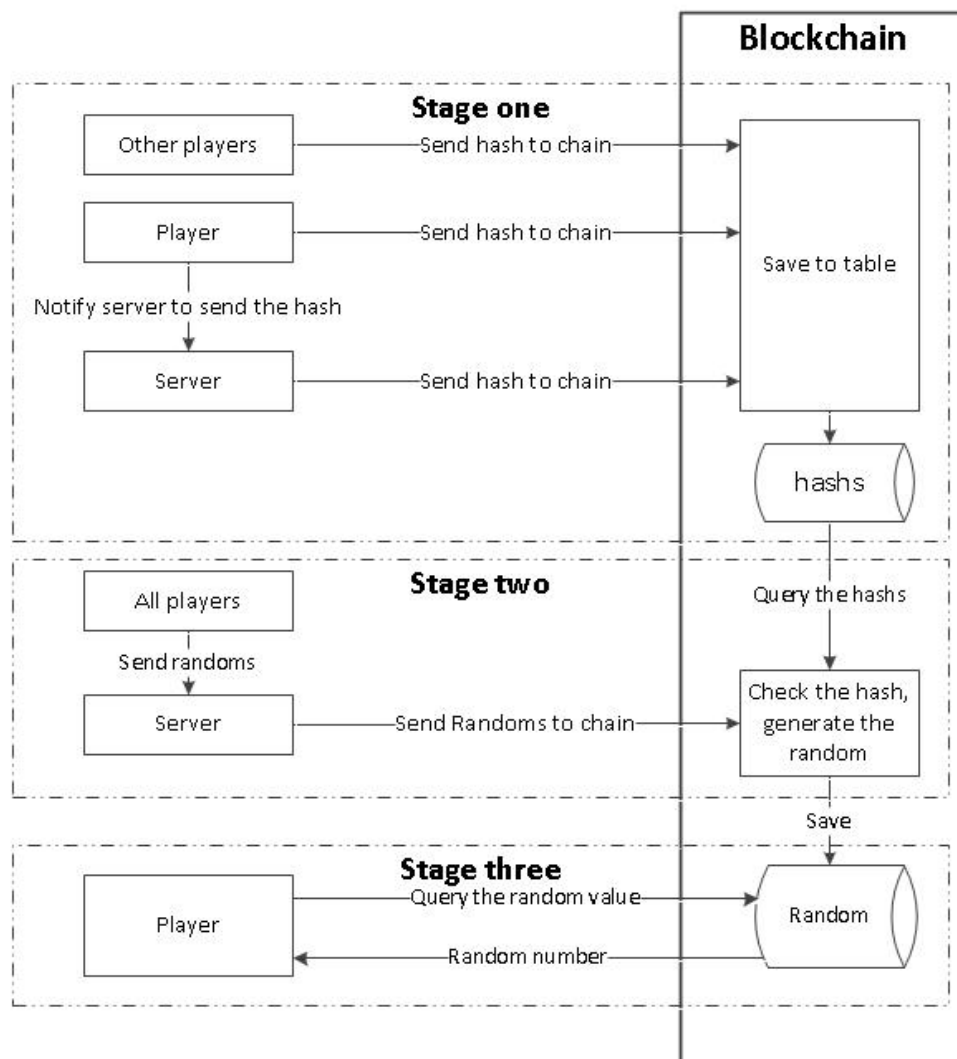 Blockchain
Stage one
Other players
Send hash to chain
Player
Send hash to chain
Save to table
Notify server to send the hash
Server
Send hash to chain
hashs
Stage two
All players
Query the hashs
Send randoms
Server
Send Randoms to chain
Check the hash,
generate the
random
Save
Stage three
Query the random value
Player
Random
Random number